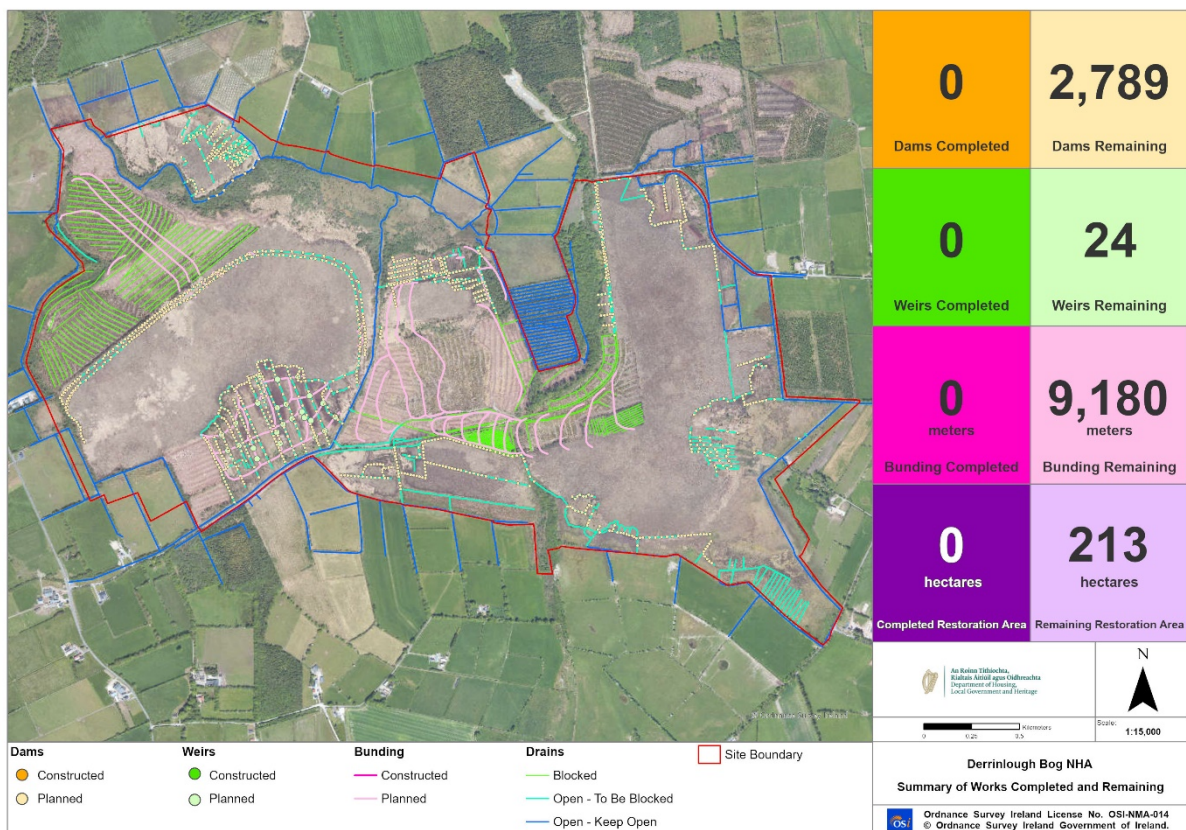 0
Dams Completed
2,789
Dams Remaining
0
Weirs Completed
24
Weirs Remaining
0
meters
Bunding Completed
9,180
meters
Bunding Remaining
0
hectares
Completed Restoration Area
213
hectares
Remaining Restoration Area
An Roinn Tithíochta,
Rialtais Áitiúil agus Oidhreachta
Department of Housing,
Local Government and Heritage
N
Kilometers
0 0.25 0.5
Scale:
1:15,000
Dams
Constructed
Planned
Weirs
Constructed
Planned
Bunding
Constructed
Planned
Drains
Blocked
Open - To Be Blocked
Open - Keep Open
Site Boundary
Derrinlough Bog NHA
Summary of Works Completed and Remaining
OSi
Ordnance Survey Ireland License No. OSI-NMA-014
© Ordnance Survey Ireland Government of Ireland.